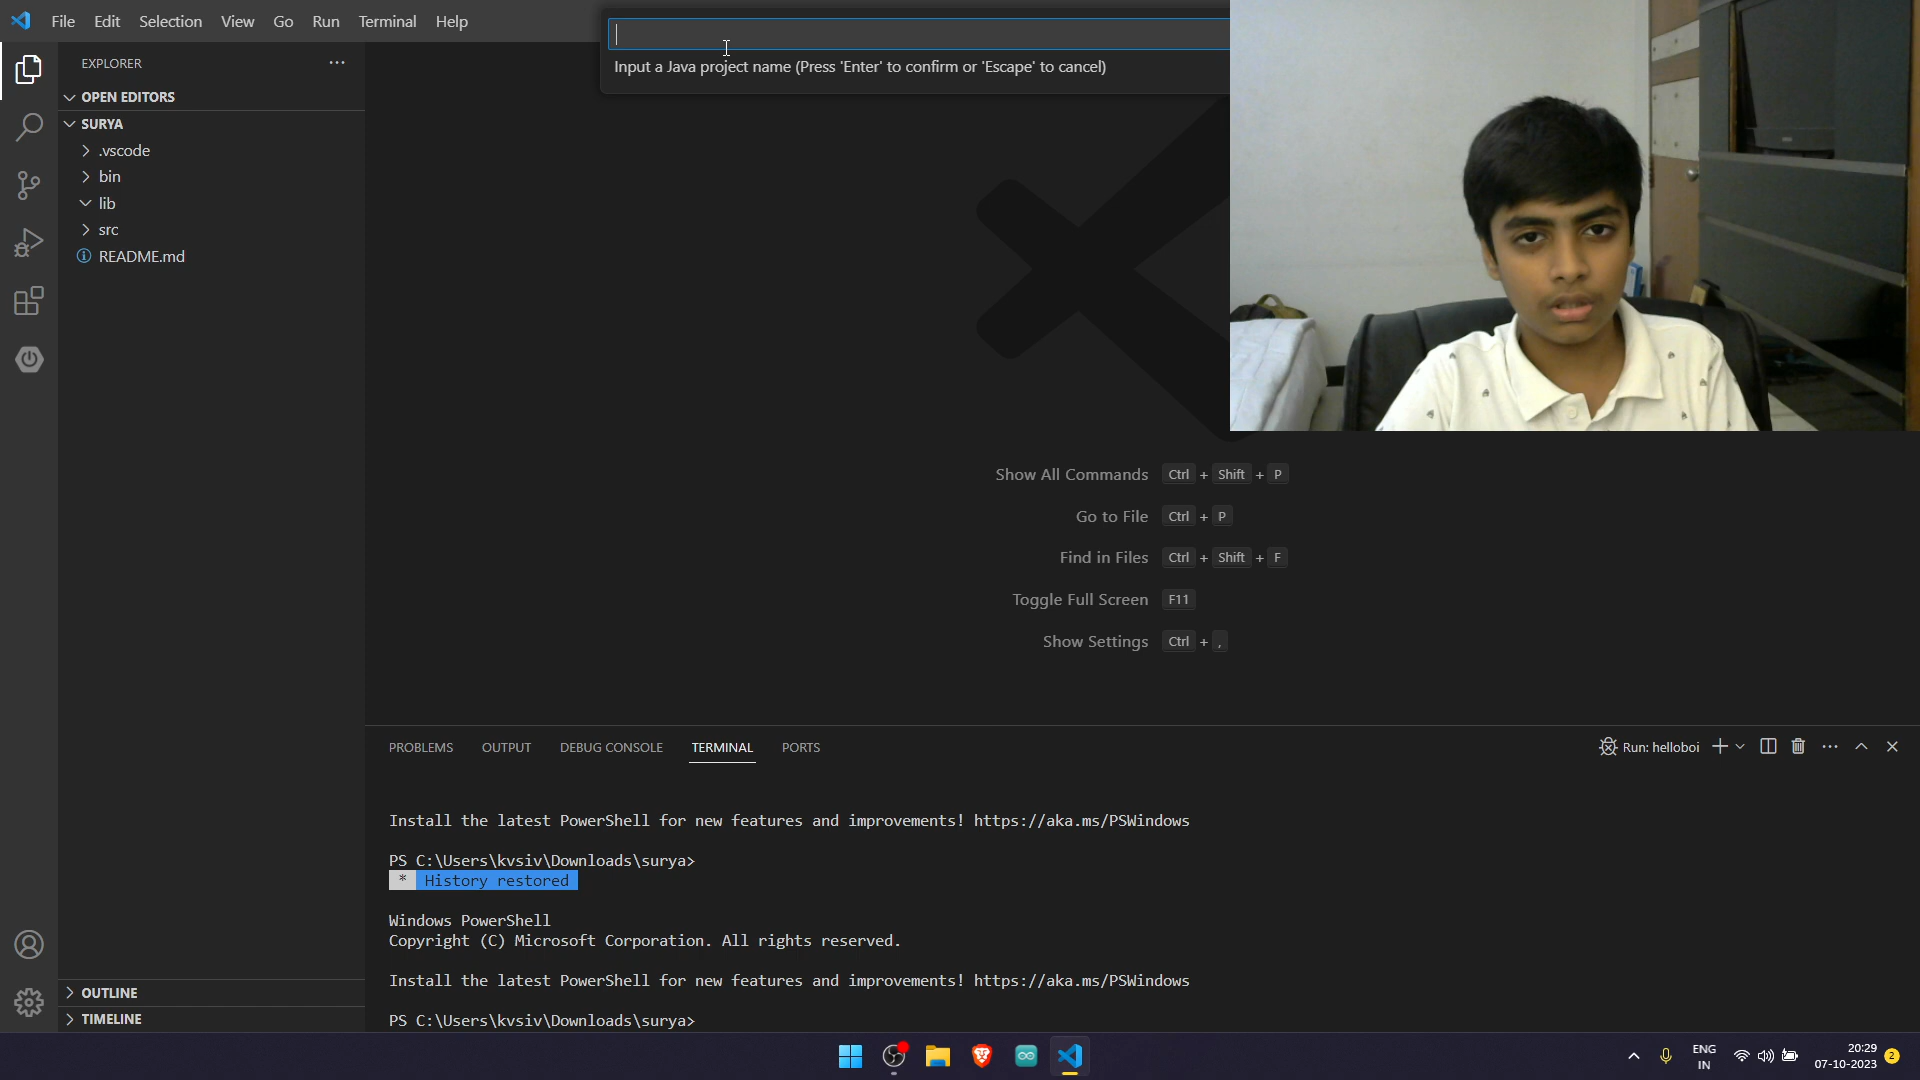 File Edit Selection View Go Run Terminal Help
Input a Java project name (Press 'Enter' to confirm or 'Escape' to cancel)
EXPLORER
OPEN EDITORS
SURYA
.vscode
bin
lib
src
README.md
Show All Commands Ctrl + Shift + P
Go to File Ctrl + P
Find in Files Ctrl + Shift + F
Toggle Full Screen F11
Show Settings Ctrl + ,
PROBLEMS OUTPUT DEBUG CONSOLE TERMINAL PORTS Run: helloboi
Install the latest PowerShell for new features and improvements! https://aka.ms/PSWindows
PS C:\Users\kvsiv\Downloads\surya>
* History restored
Windows PowerShell
Copyright (C) Microsoft Corporation. All rights reserved.
Install the latest PowerShell for new features and improvements! https://aka.ms/PSWindows
PS C:\Users\kvsiv\Downloads\surya>
OUTLINE
TIMELINE
ENG
IN
20:29
07-10-2023
2